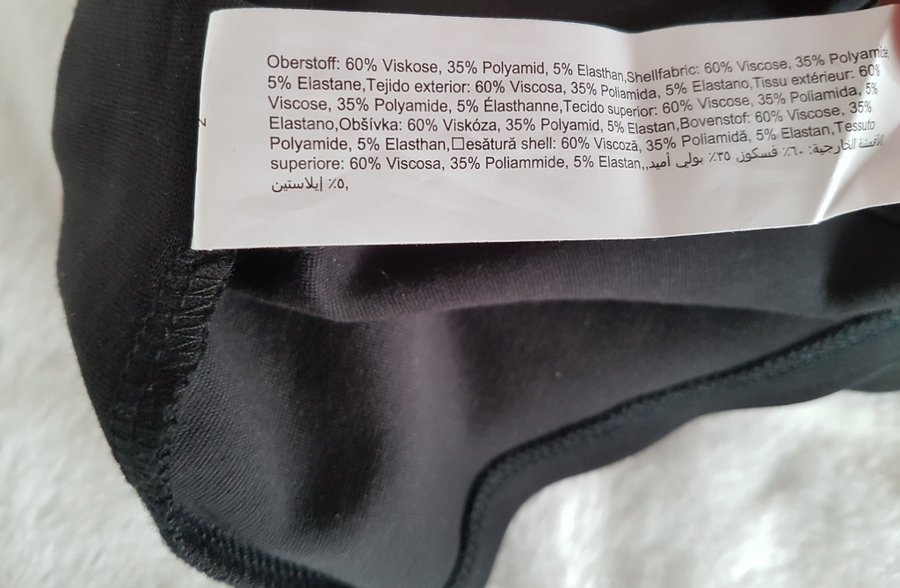 Oberstoff: 60% Viskose, 35% Polyamid, 5% Elasthan,Shellfabric: 60% Viscose, 35% Polyamide,
5% Elastane,Tejido exterior: 60% Viscosa, 35% Poliamida, 5% Elastano,Tissu extérieur: 60%
Viscose, 35% Polyamide, 5% Élasthanne,Tecido superior: 60% Viscose, 35% Poliamida, 5%
Elastano,Obšívka: 60% Viskóza, 35% Polyamid, 5% Elastan,Bovenstof: 60% Viscose, 35%
Polyamide, 5% Elasthan,□esătură shell: 60% Viscoză, 35% Poliamidă, 5% Elastan,Tessuto
superiore: 60% Viscosa, 35% Poliammide, 5% Elastan,,الأقمشة الخارجية: ٦٠٪ فسكوز, ٣٥٪ بولي أميد
٥٪ إيلاستين,